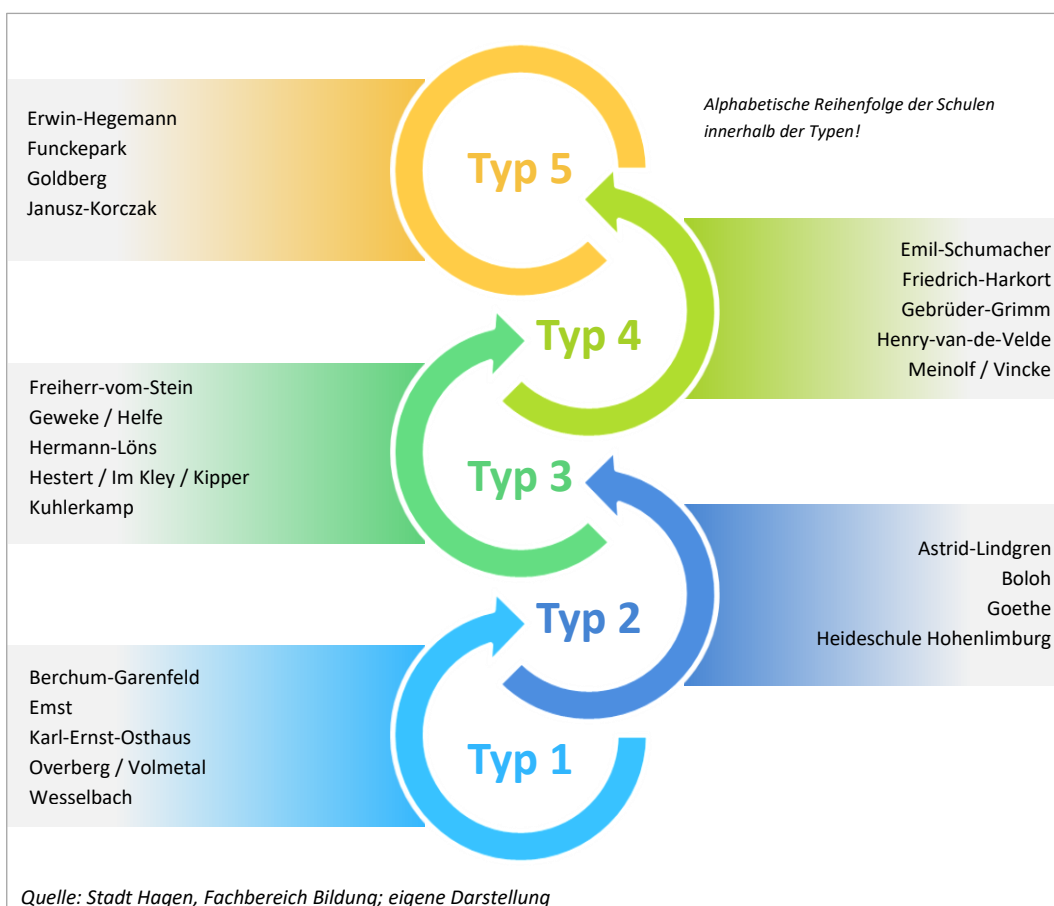 Erwin-Hegemann
Funckepark
Goldberg
Janusz-Korczak
Typ 5
Alphabetische Reihenfolge der Schulen
innerhalb der Typen!
Typ 4
Emil-Schumacher
Friedrich-Harkort
Gebrüder-Grimm
Henry-van-de-Velde
Meinolf / Vincke
Freiherr-vom-Stein
Geweke / Helfe
Hermann-Löns
Hestert / Im Kley / Kipper
Kuhlerkamp
Typ 3
Typ 2
Astrid-Lindgren
Boloh
Goethe
Heideschule Hohenlimburg
Berchum-Garenfeld
Emst
Karl-Ernst-Osthaus
Overberg / Volmetal
Wesselbach
Typ 1
Quelle: Stadt Hagen, Fachbereich Bildung; eigene Darstellung